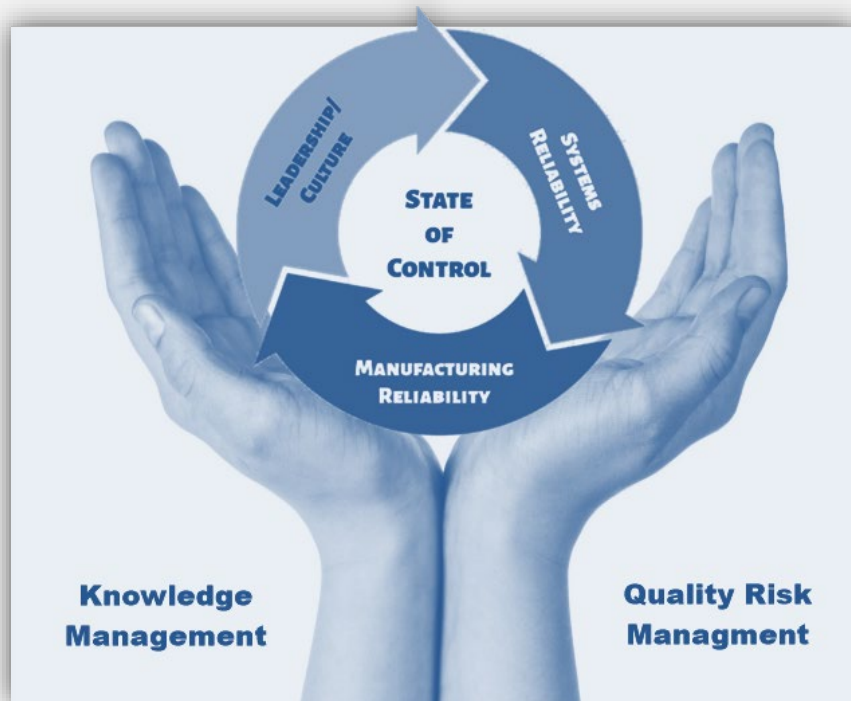 LEADERSHIP/
CULTURE
SYSTEMS
RELIABILITY
STATE
OF
CONTROL
MANUFACTURING
RELIABILITY
Knowledge
Management
Quality Risk
Managment